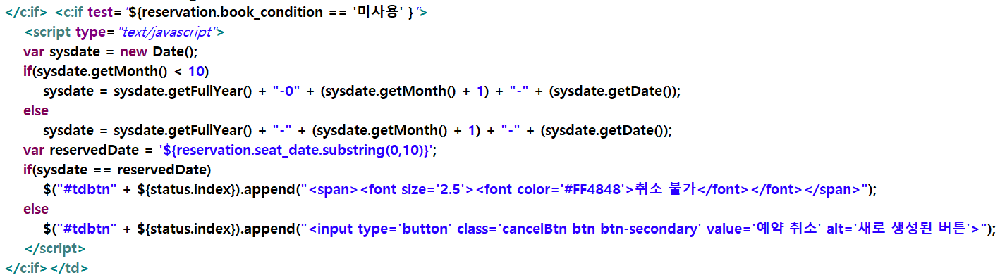 </c:if> <c:if test="${reservation.book_condition == '미사용' }">
<script type="text/javascript">
var sysdate = new Date();
if(sysdate.getMonth() < 10)
sysdate = sysdate.getFullYear() + "-0" + (sysdate.getMonth() + 1) + "-" + (sysdate.getDate());
else
sysdate = sysdate.getFullYear() + "-" + (sysdate.getMonth() + 1) + "-" + (sysdate.getDate());
var reservedDate = '${reservation.seat_date.substring(0,10)}';
if(sysdate == reservedDate)
$("#tdbtn" + ${status.index}).append("<span><font size='2.5'><font color='#FF4848'>취소 불가</font></font></span>");
else
$("#tdbtn" + ${status.index}).append("<input type='button' class='cancelBtn btn btn-secondary' value='예약 취소' alt='새로 생성된 버튼'>");
</script>
</c:if></td>